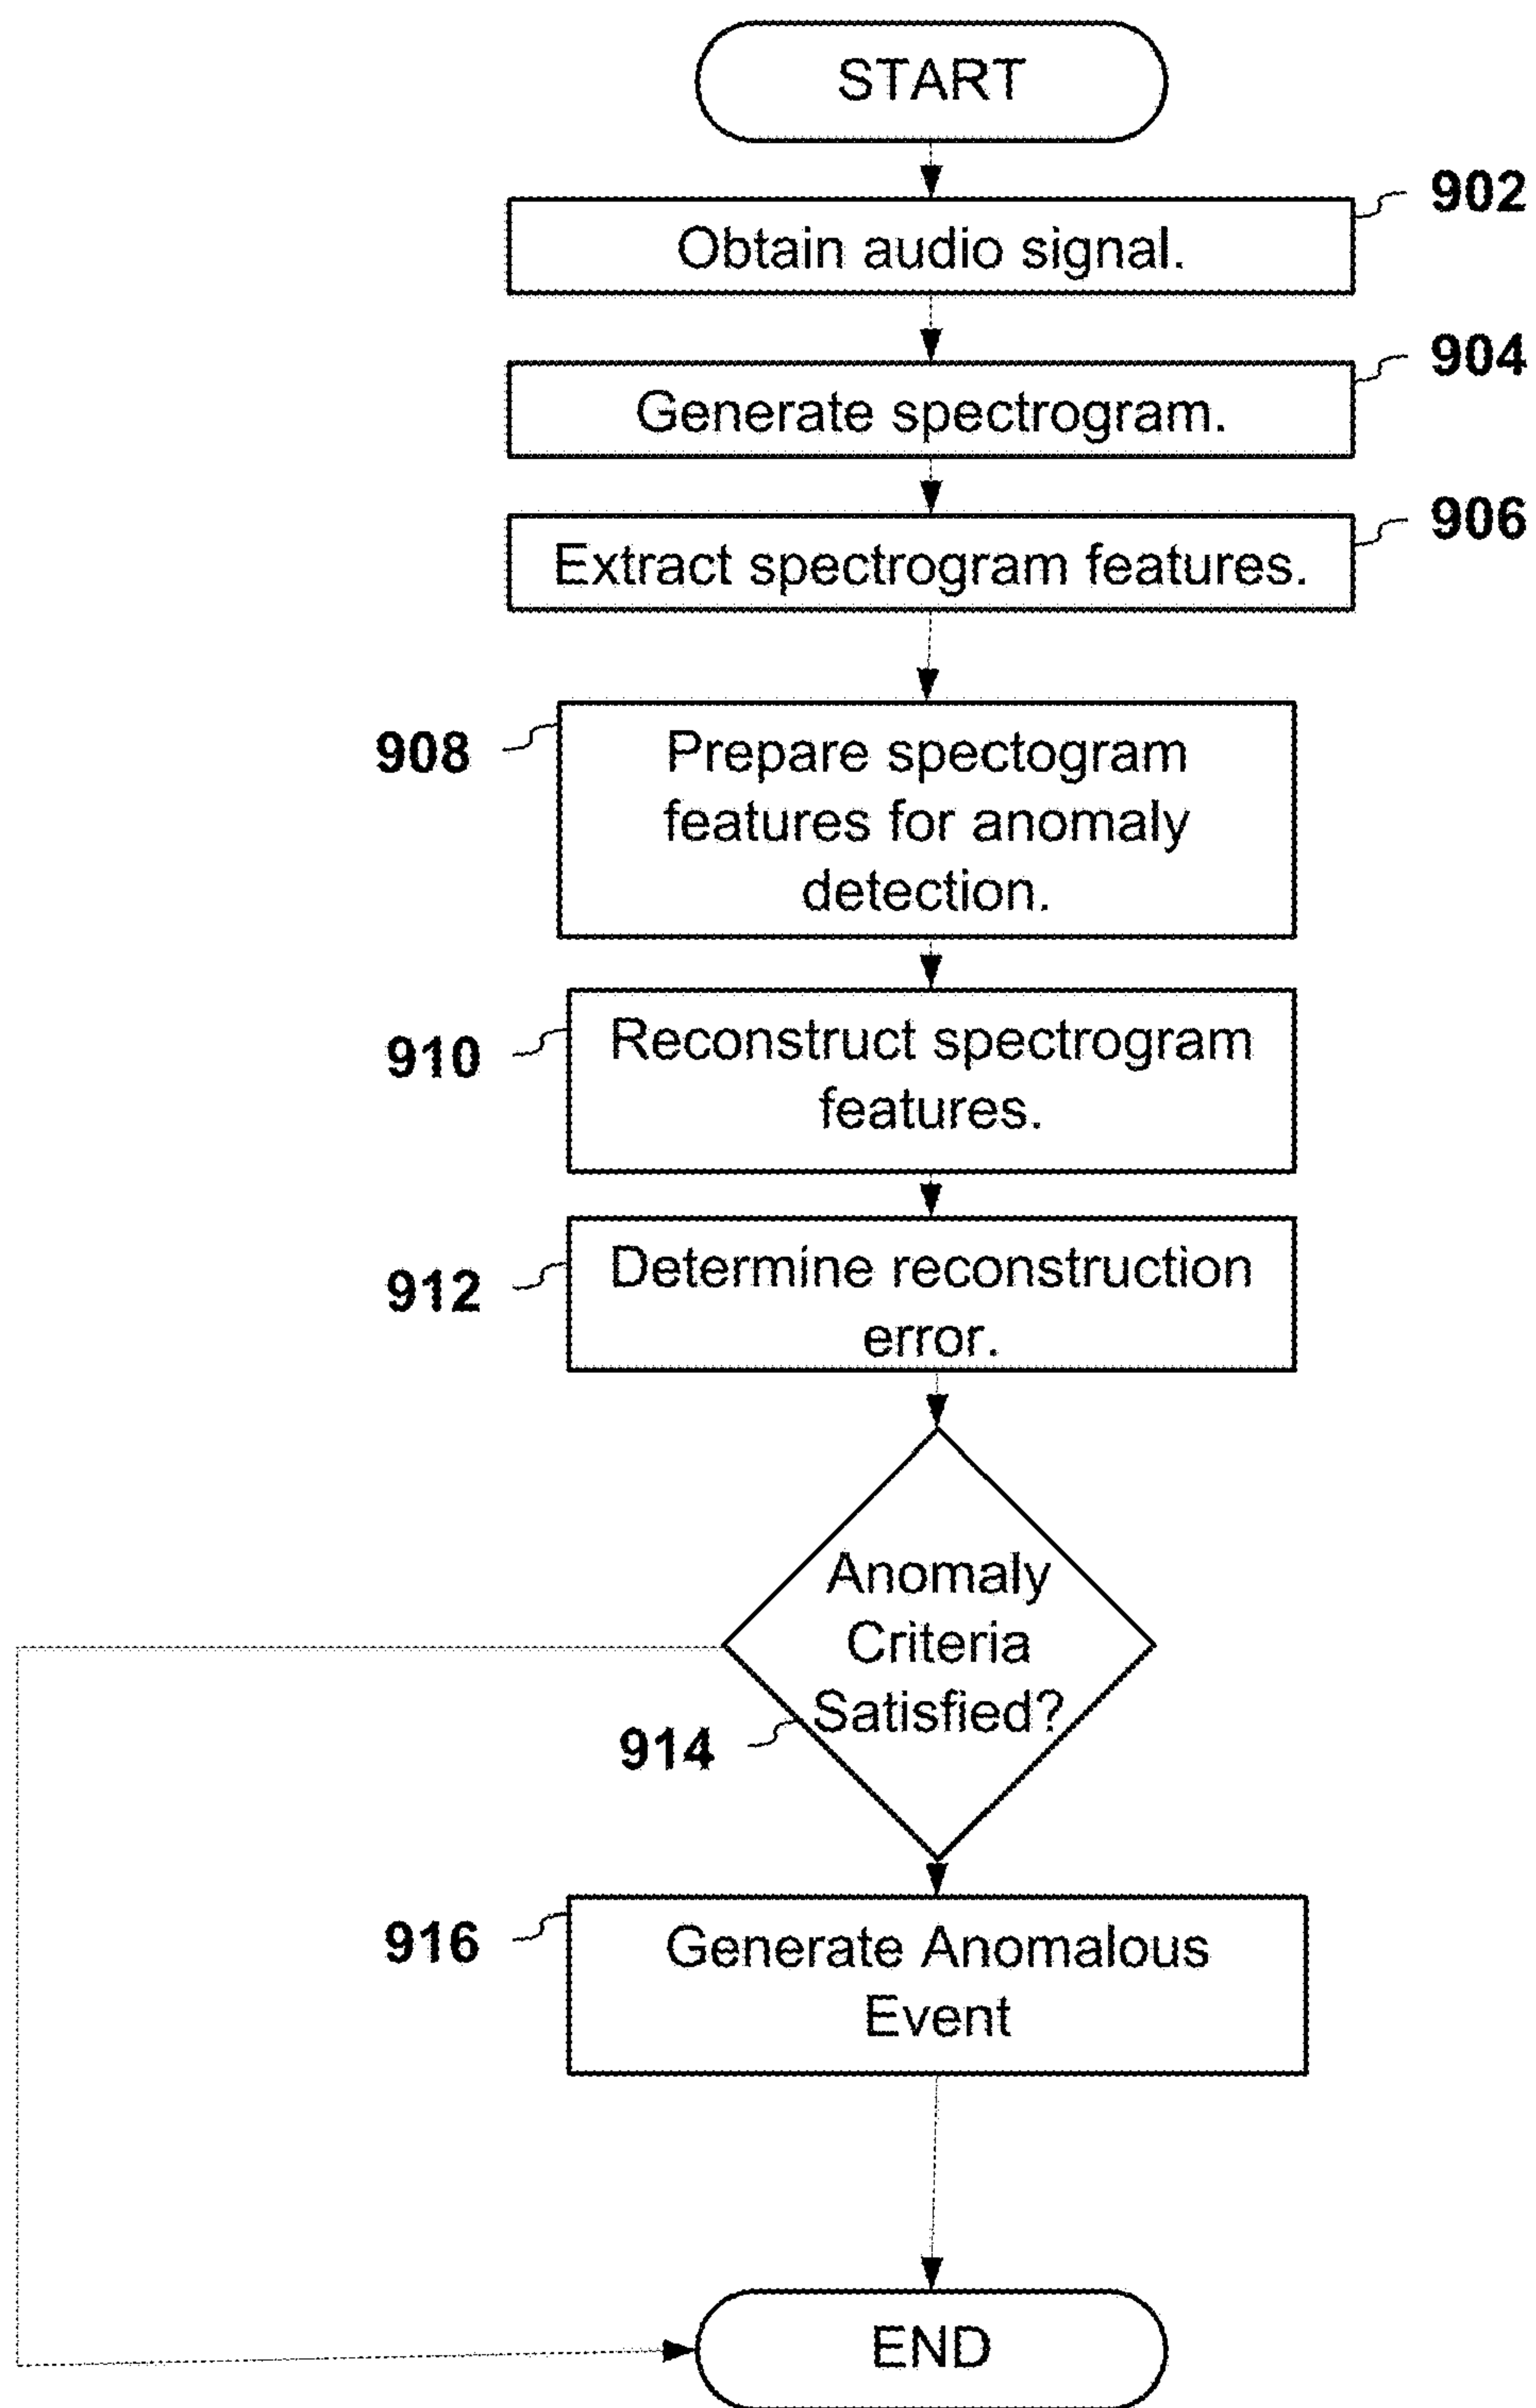 START
902
Obtain audio signal.
904
Generate spectrogram.
906
Extract spectrogram features.
908
Prepare spectogram
features for anomaly
detection.
910
Reconstruct spectrogram
features.
912
Determine reconstruction
error.
Anomaly
Criteria
Satisfied?
914
916
Generate Anomalous
Event
END